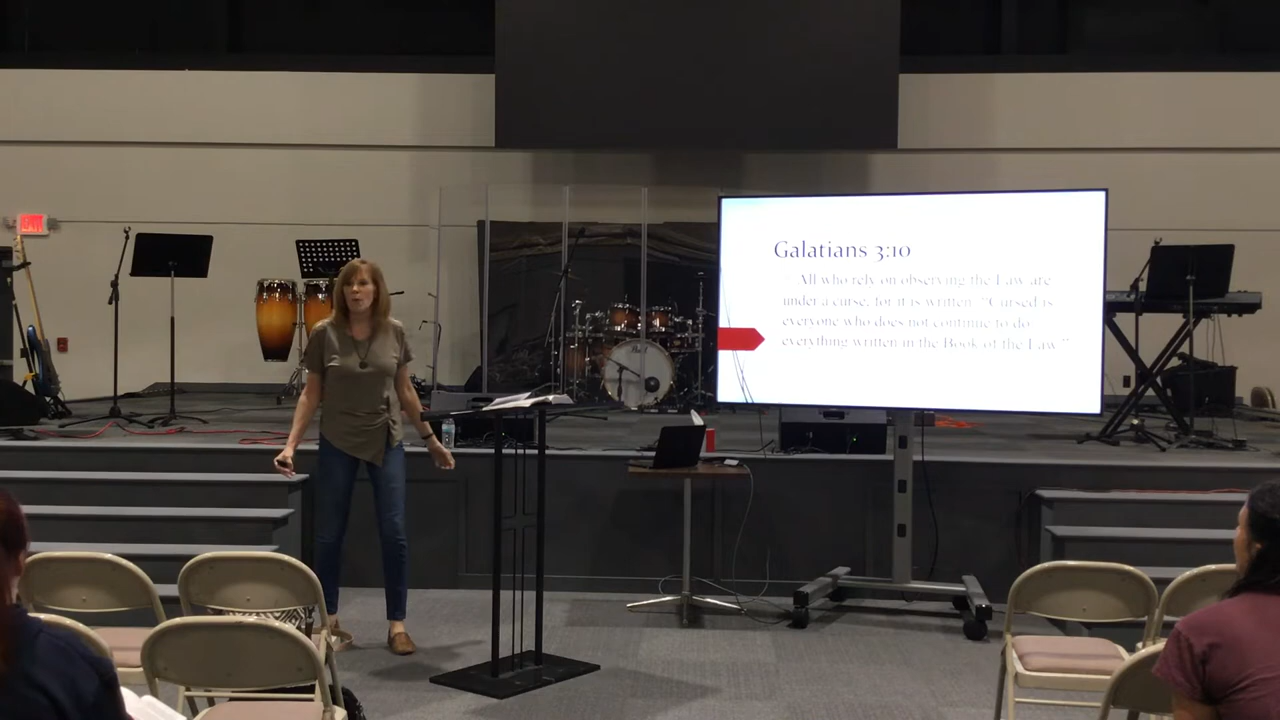 EXIT
Galatians 3:10
All who rely on observing the Law are
under a curse, for it is written: "Cursed is
everyone who does not continue to do
everything written in the Book of the Law."
Pearl